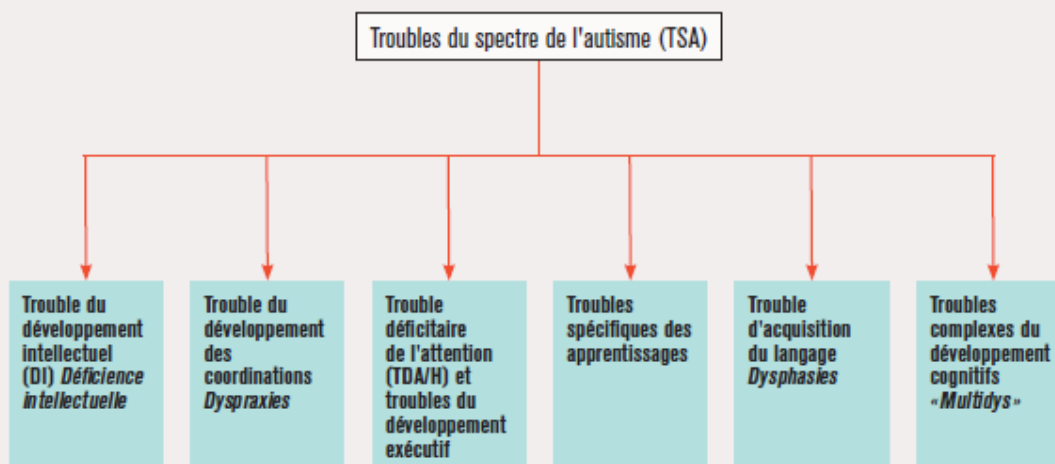 Troubles du spectre de l'autisme (TSA)
Trouble du
développement
intellectuel
(DI) Déficience
intellectuelle
Trouble du
développement
des
coordinations
Dyspraxies
Trouble
déficitaire
de l'attention
(TDA/H) et
troubles du
développement
exécutif
Troubles
spécifiques des
apprentissages
Trouble
d'acquisition
du langage
Dysphasies
Troubles
complexes du
développement
cognitifs
«Multidys»